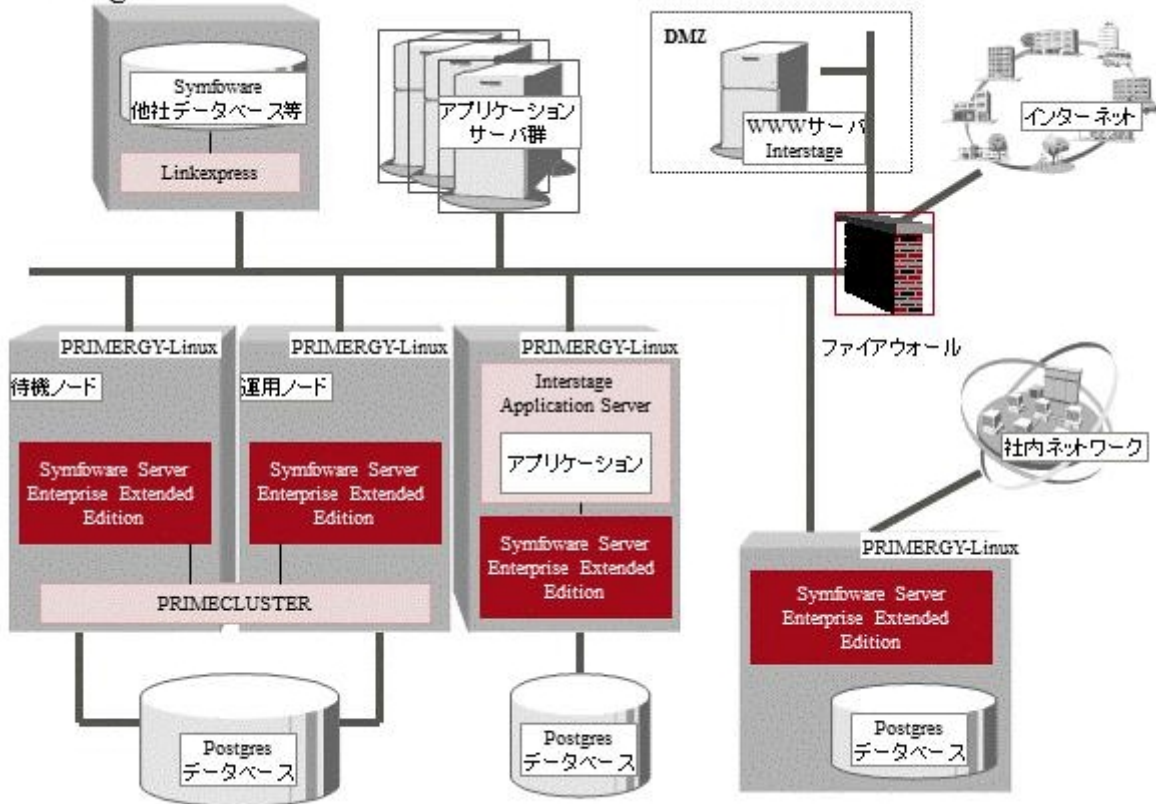 Symfoware
他社データベース等
Linkexpress
アプリケーション
サーバ群
DMZ
WWWサーバ
Interstage
インターネット
ファイアウォール
PRIMERGY-Linux
待機ノード
Symfoware Server
Enterprise Extended
Edition
PRIMERGY-Linux
運用ノード
Symfoware Server
Enterprise Extended
Edition
PRIMECLUSTER
Postgres
データベース
PRIMERGY-Linux
Interstage
Application Server
アプリケーション
Symfoware Server
Enterprise Extended
Edition
Postgres
データベース
社内ネットワーク
PRIMERGY-Linux
Symfoware Server
Enterprise Extended
Edition
Postgres
データベース